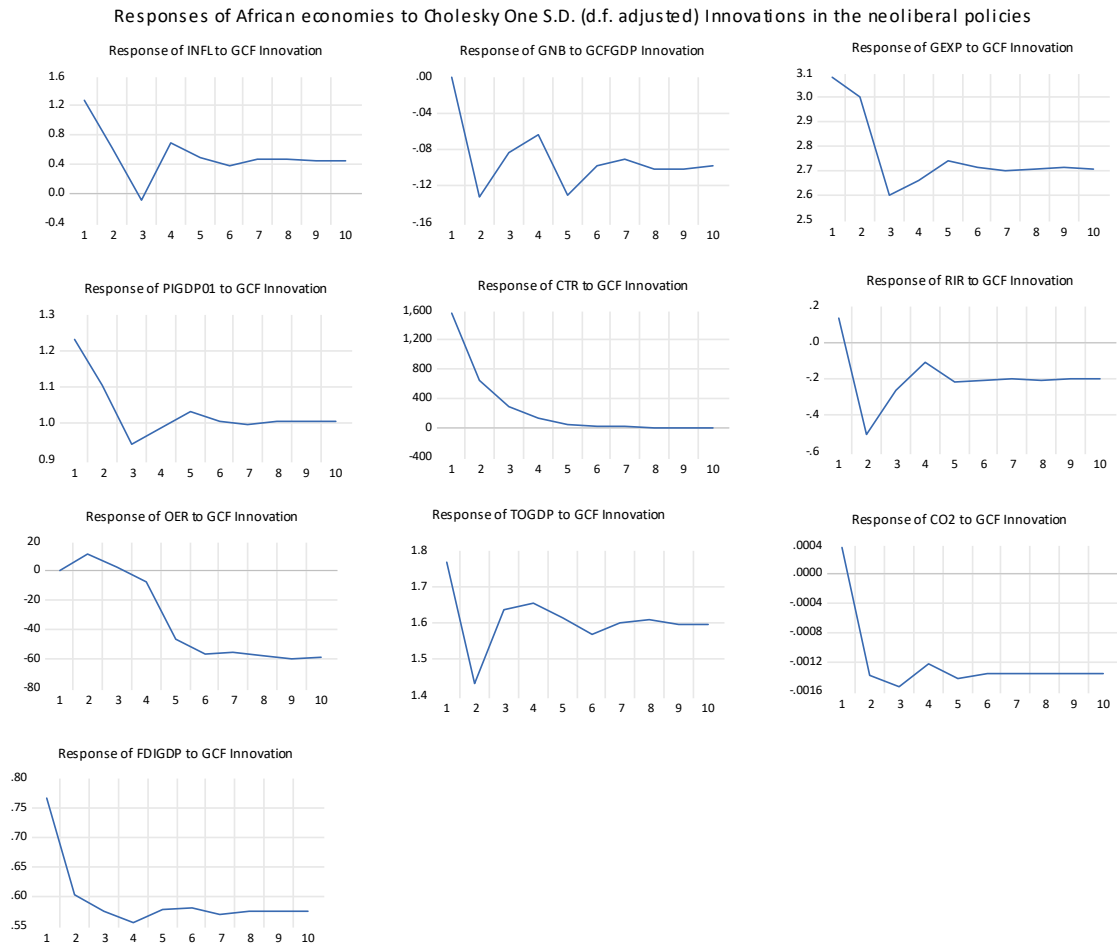 Responses of African economies to Cholesky One S.D. (d.f. adjusted) Innovations in the neoliberal policies
Response of INFL to GCF Innovation
1.6
1.2
0.8
0.4
0.0
-0.4
1 2 3 4 5 6 7 8 9 10
Response of GNB to GCFGDP Innovation
.00
-.04
-.08
-.12
-.16
1 2 3 4 5 6 7 8 9 10
Response of GEXP to GCF Innovation
3.1
3.0
2.9
2.8
2.7
2.6
2.5
1 2 3 4 5 6 7 8 9 10
Response of PIGDP01 to GCF Innovation
1.3
1.2
1.1
1.0
0.9
1 2 3 4 5 6 7 8 9 10
Response of CTR to GCF Innovation
1,600
1,200
800
400
0
-400
1 2 3 4 5 6 7 8 9 10
Response of RIR to GCF Innovation
.2
.0
-.2
-.4
-.6
1 2 3 4 5 6 7 8 9 10
Response of OER to GCF Innovation
20
0
-20
-40
-60
-80
1 2 3 4 5 6 7 8 9 10
Response of TOGDP to GCF Innovation
1.8
1.7
1.6
1.5
1.4
1 2 3 4 5 6 7 8 9 10
Response of CO2 to GCF Innovation
.0004
.0000
-.0004
-.0008
-.0012
-.0016
1 2 3 4 5 6 7 8 9 10
Response of FDIGDP to GCF Innovation
.80
.75
.70
.65
.60
.55
1 2 3 4 5 6 7 8 9 10